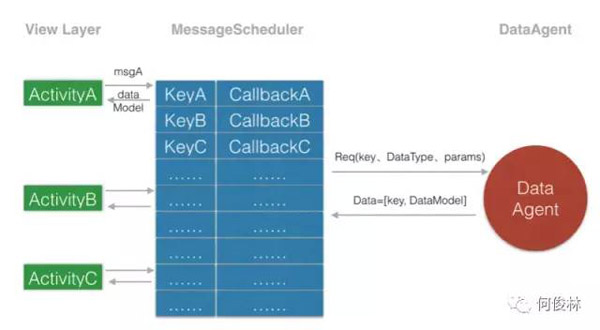 View Layer
MessageScheduler
DataAgent
msgA
ActivityA
data
Model
KeyA CallbackA
KeyB CallbackB
KeyC CallbackC
…… ……
…… ……
…… ……
…… ……
…… ……
…… ……
ActivityB
ActivityC
Req(key、DataType、params)
Data=[key, DataModel]
Data
Agent
何俊林